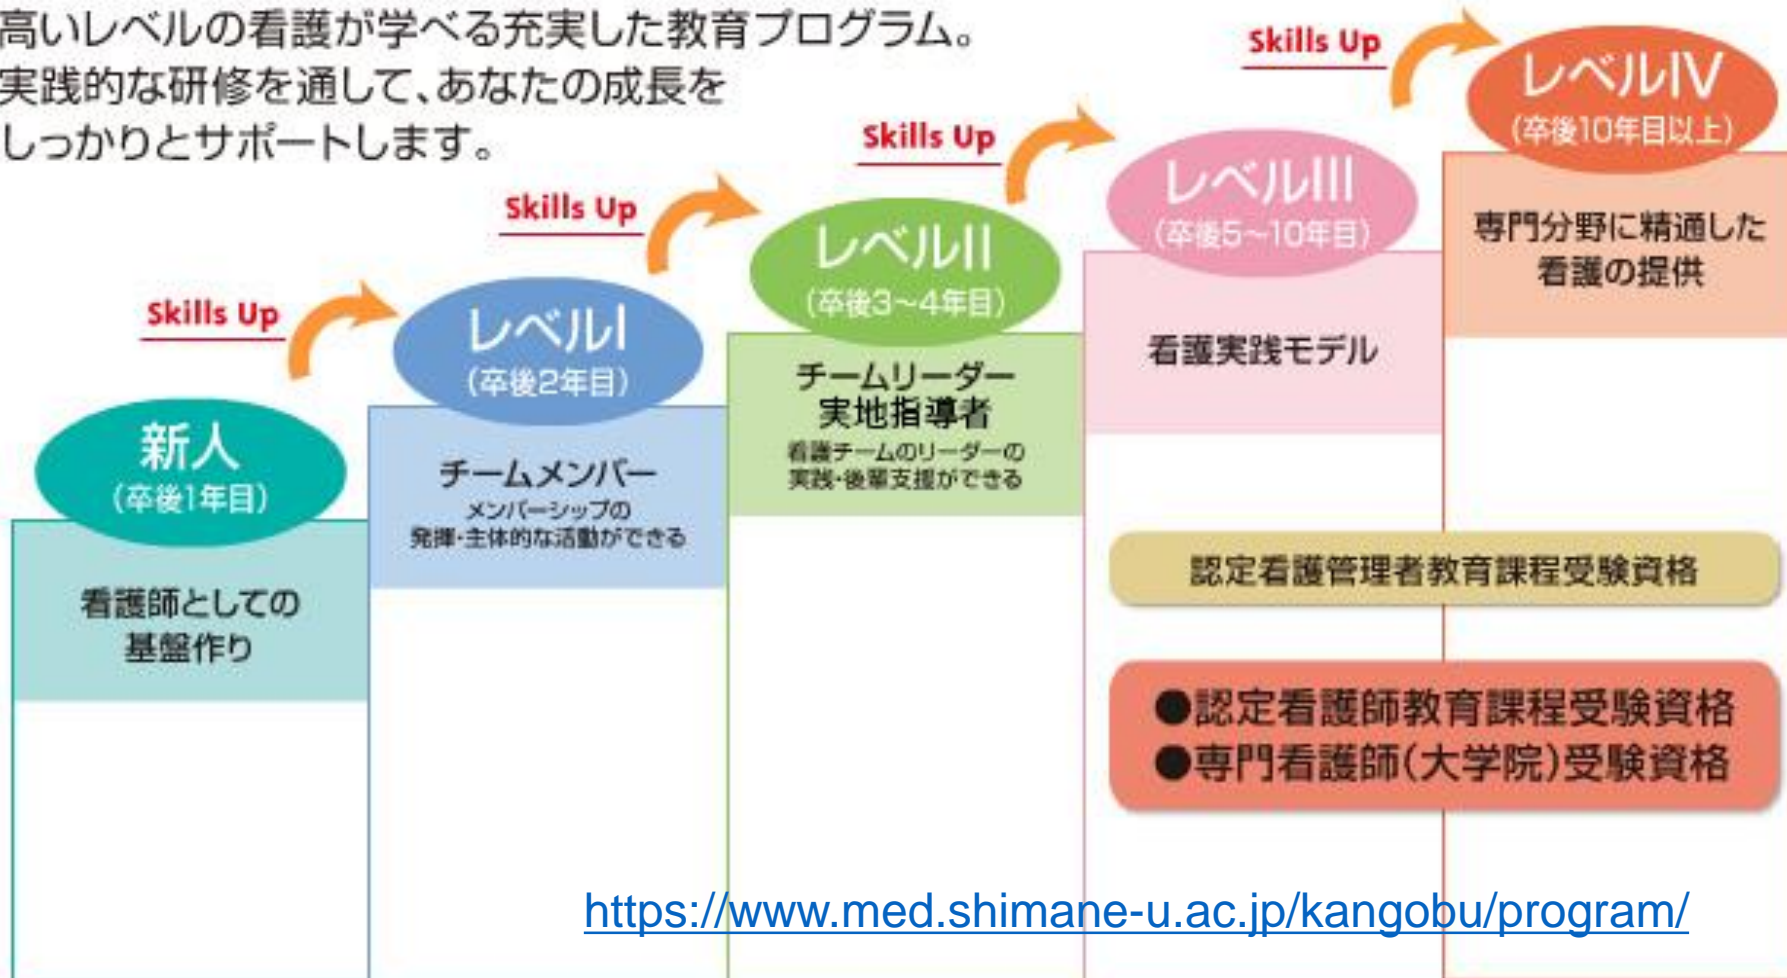 高いレベルの看護が学べる充実した教育プログラム。
実践的な研修を通して、あなたの成長を
しっかりとサポートします。
Skills Up
新人
(卒後1年目)
看護師としての
基盤作り
Skills Up
レベルI
(卒後2年目)
チームメンバー
メンバーシップの
発揮・主体的な活動ができる
Skills Up
レベルII
(卒後3〜4年目)
チームリーダー
実地指導者
看護チームのリーダーの
実践・後輩支援ができる
Skills Up
レベルIII
(卒後5〜10年目)
看護実践モデル
レベルIV
(卒後10年目以上)
専門分野に精通した
看護の提供
認定看護管理者教育課程受験資格
●認定看護師教育課程受験資格
●専門看護師(大学院)受験資格
https://www.med.shimane-u.ac.jp/kangobu/program/